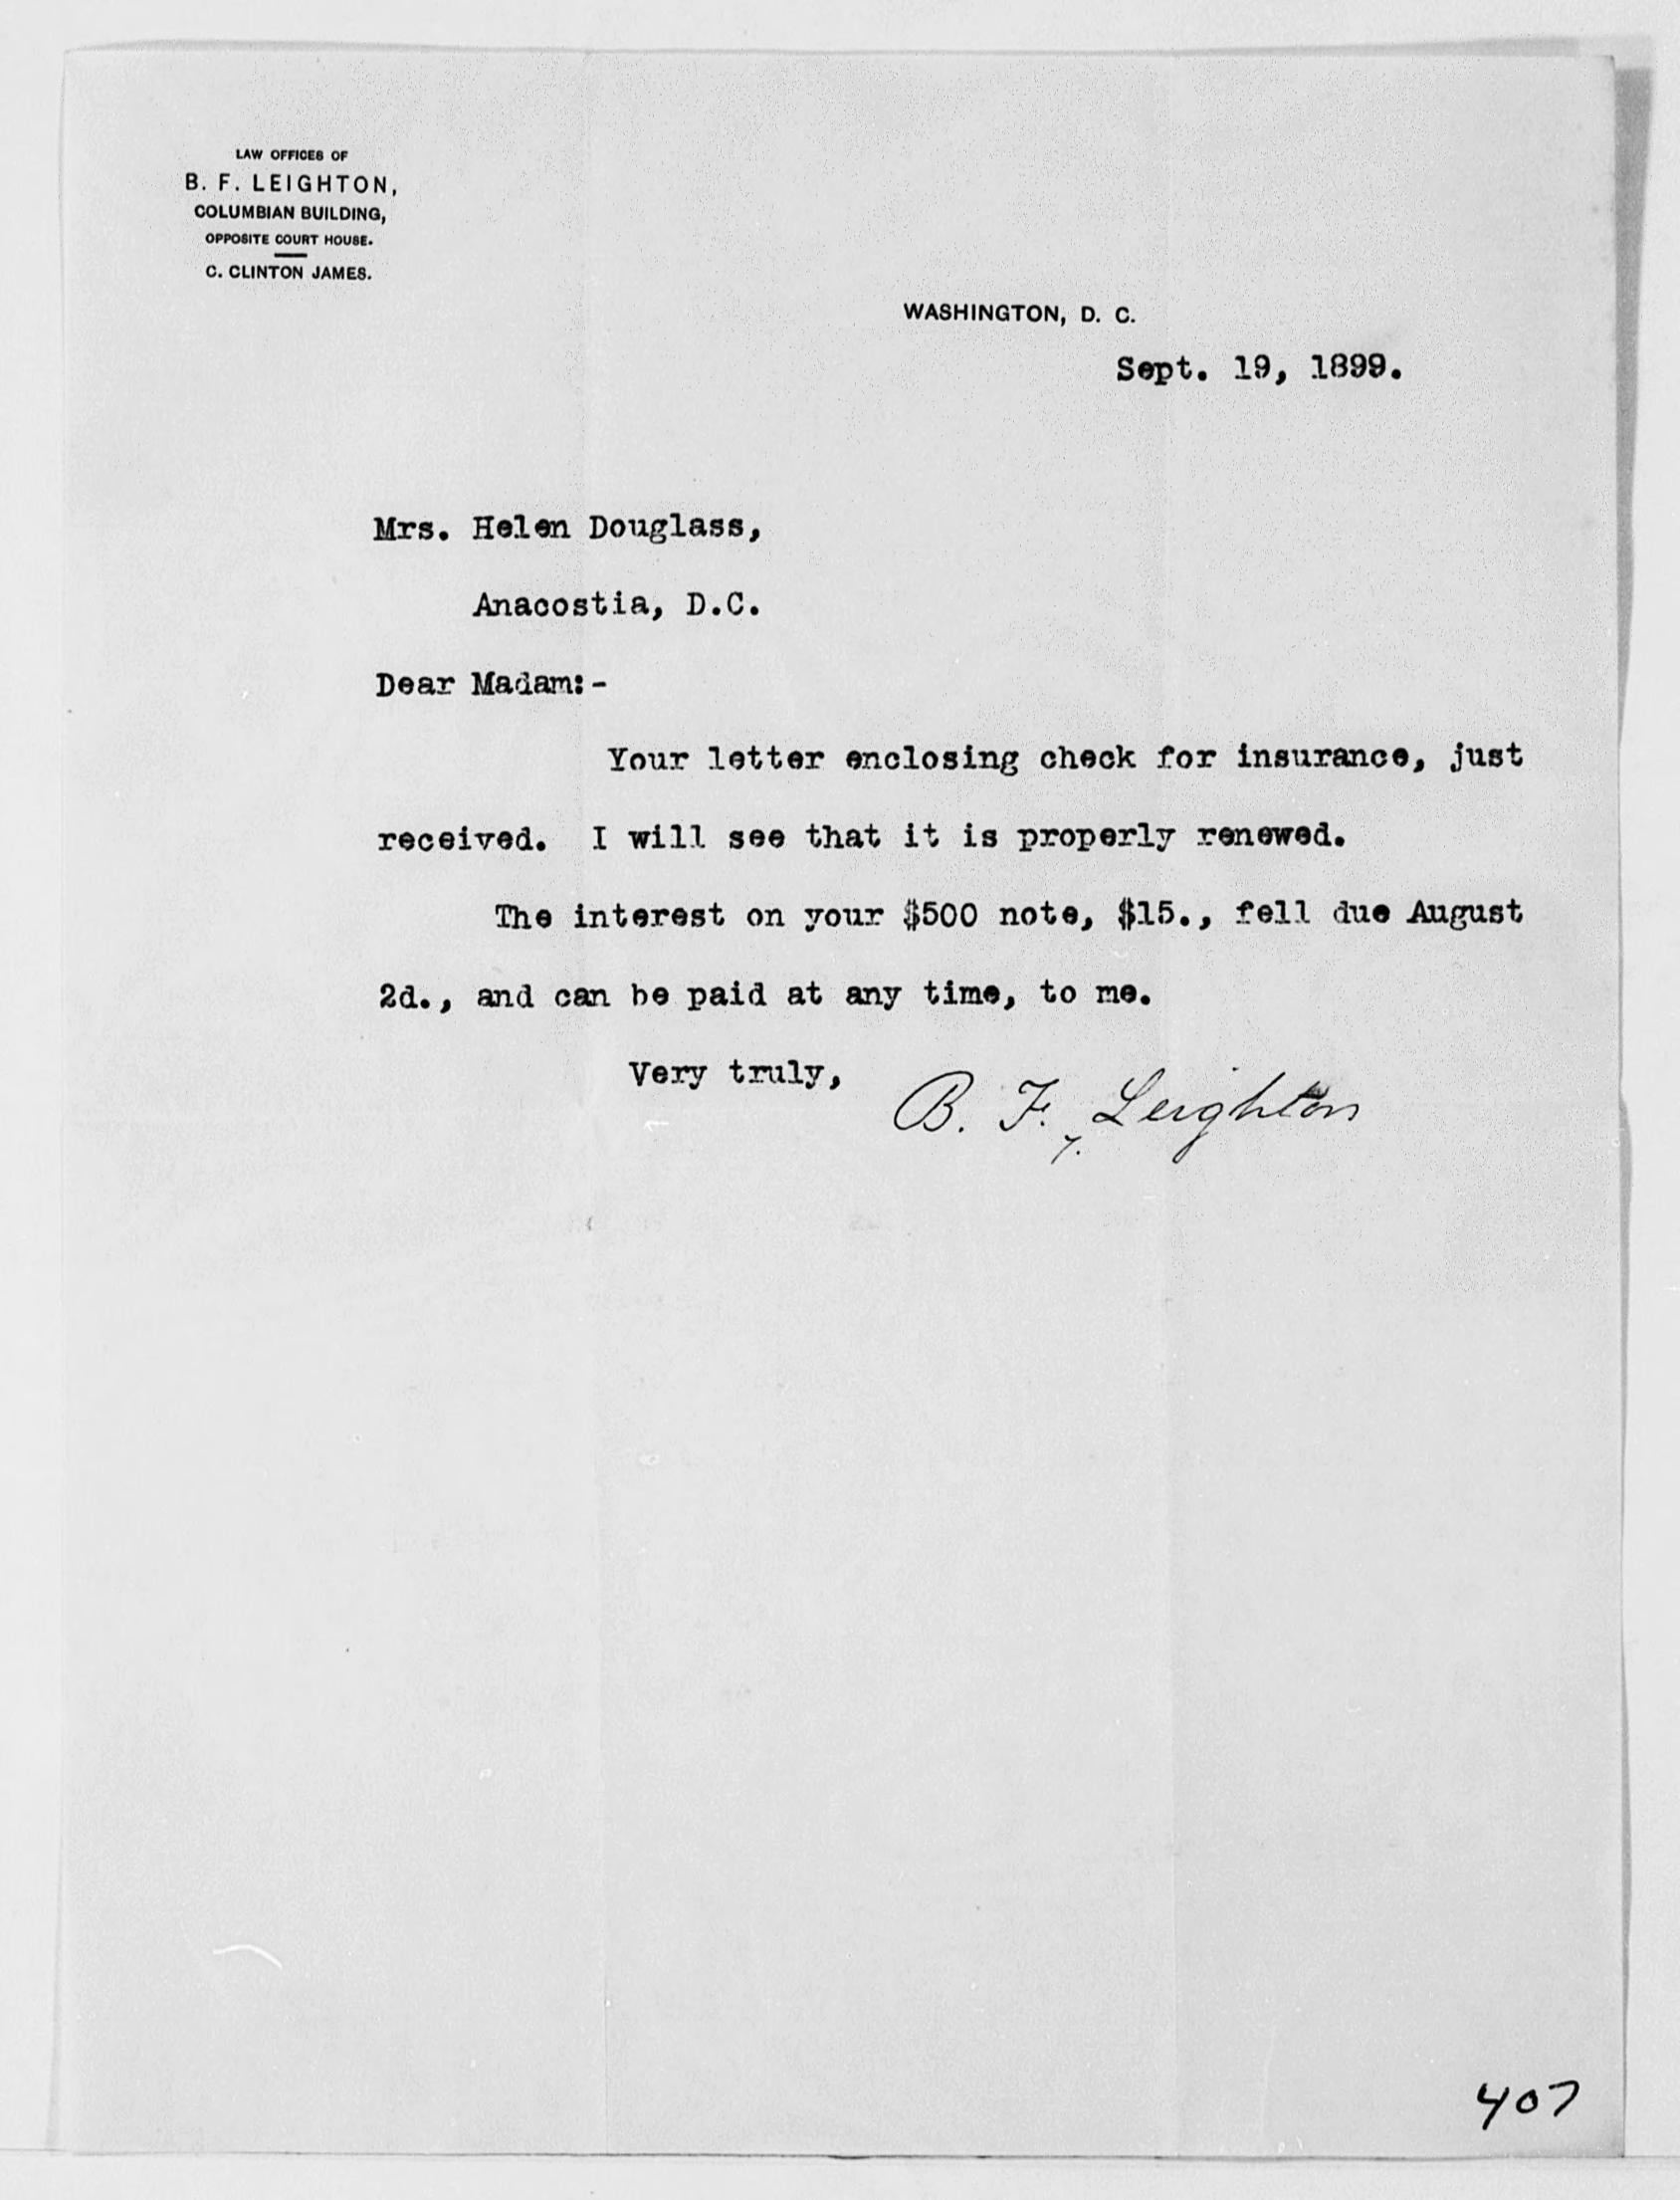 LAW OFFICES OF
B. F. LEIGHTON,
COLUMBIAN BUILDING,
OPPOSITE COURT HOUSE.
C. CLINTON JAMES.
WASHINGTON, D. C.
Sept. 19, 1899.
Mrs. Helen Douglass,
Anacostia, D.C.
Dear Madam:-
Your letter enclosing check for insurance, just
received. I will see that it is properly renewed.
The interest on your $500 note, $15., fell due August
2d., and can be paid at any time, to me.
Very truly,
B. F. Leighton
407